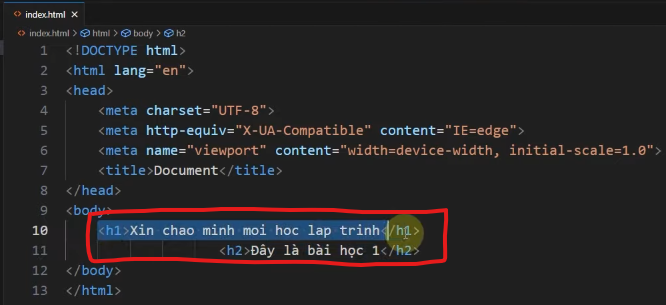 index.html ×
index.html > html > body > h2
1 <!DOCTYPE html>
2 <html lang="en">
3 <head>
4 <meta charset="UTF-8">
5 <meta http-equiv="X-UA-Compatible" content="IE=edge">
6 <meta name="viewport" content="width=device-width, initial-scale=1.0">
7 <title>Document</title>
8 </head>
9 <body>
10 <h1>Xin chao minh moi hoc lap trinh</h1>
11 <h2>Đây là bài học 1</h2>
12 </body>
13 </html>